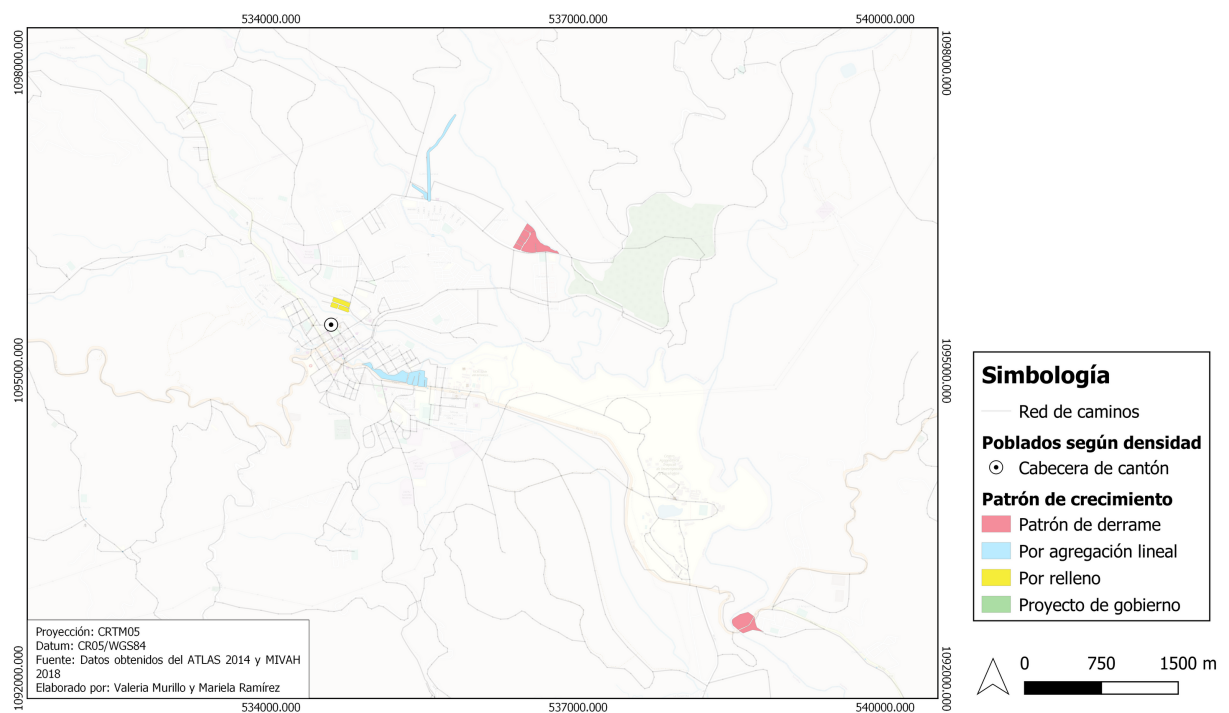 534000.000 537000.000 540000.000
1098000.000 1098000.000
1095000.000 1095000.000
1092000.000 1092000.000
534000.000 537000.000 540000.000
Proyección: CRTM05
Datum: CR05/WGS84
Fuente: Datos obtenidos del ATLAS 2014 y MIVAH
2018
Elaborado por: Valeria Murillo y Mariela Ramírez
Simbología
Red de caminos
Poblados según densidad
Cabecera de cantón
Patrón de crecimiento
Patrón de derrame
Por agregación lineal
Por relleno
Proyecto de gobierno
0 750 1500 m